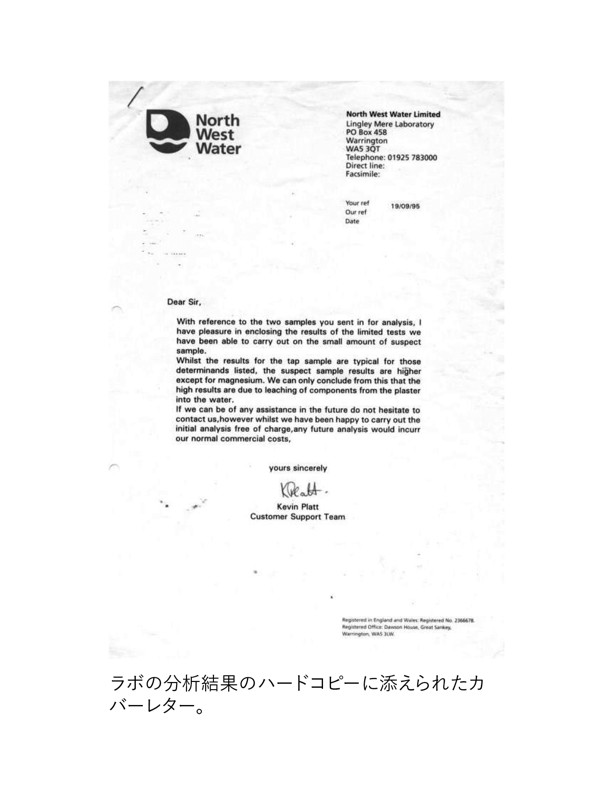 North
West
Water
North West Water Limited
Lingley Mere Laboratory
PO Box 458
Warrington
WA5 3QT
Telephone: 01925 783000
Direct line:
Facsimile:
Your ref
19/09/95
Our ref
Date
Dear Sir,
With reference to the two samples you sent in for analysis, I
have pleasure in enclosing the results of the limited tests we
have been able to carry out on the small amount of suspect
sample.
Whilst the results for the tap sample are typical for those
determinands listed, the suspect sample results are higher
except for magnesium. We can only conclude from this that the
high results are due to leaching of components from the plaster
into the water.
If we can be of any assistance in the future do not hesitate to
contact us,however whilst we have been happy to carry out the
initial analysis free of charge,any future analysis would incurr
our normal commercial costs,
yours sincerely
KPlatt.
Kevin Platt
Customer Support Team
Registered in England and Wales: Registered No. 2366678.
Registered Office: Dawson House, Great Sankey,
Warrington, WA5 3LW.
ラボの分析結果のハードコピーに添えられたカ
バーレター。